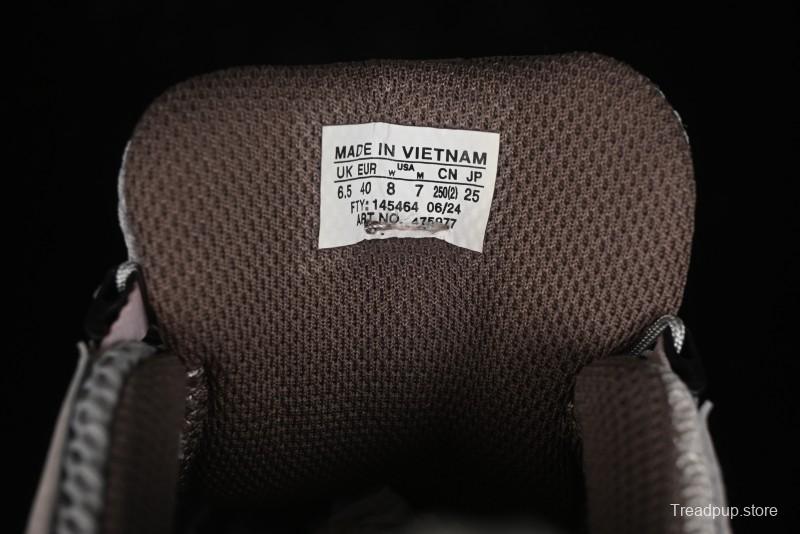 MADE IN VIETNAM
UK EUR W USA M CN JP
6.5 40 8 7 250(2) 25
FTY: 145464 06/24
ART NO. 475977
Treadpup.store